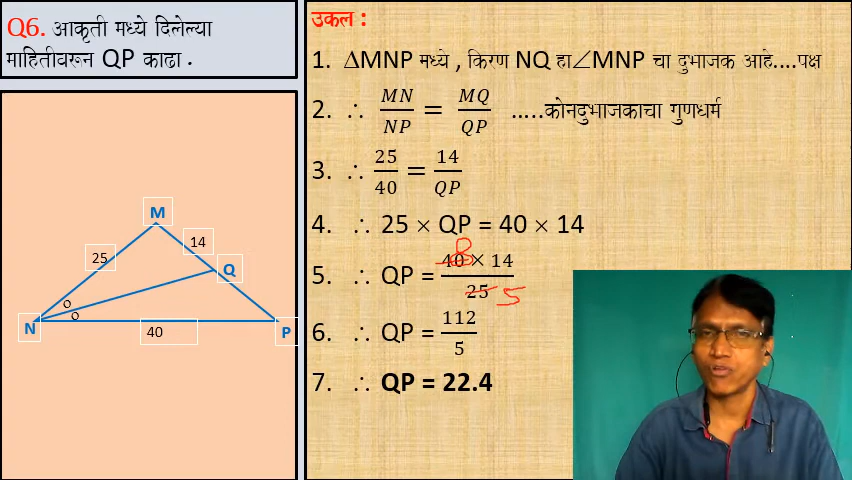 Q6. आकृती मध्ये दिलेल्या
माहितीवरून QP काढा .
M
14
25
Q
o
o
N
40
P
उकल :
1. ΔMNP मध्ये , किरण NQ हा∠MNP चा दुभाजक आहे....पक्ष
2. ∴ MN/NP = MQ/QP .....कोनदुभाजकाचा गुणधर्म
3. ∴ 25/40 = 14/QP
4. ∴ 25 × QP = 40 × 14
8
5. ∴ QP = 40 × 14/25 5
6. ∴ QP = 112/5
7. ∴ QP = 22.4